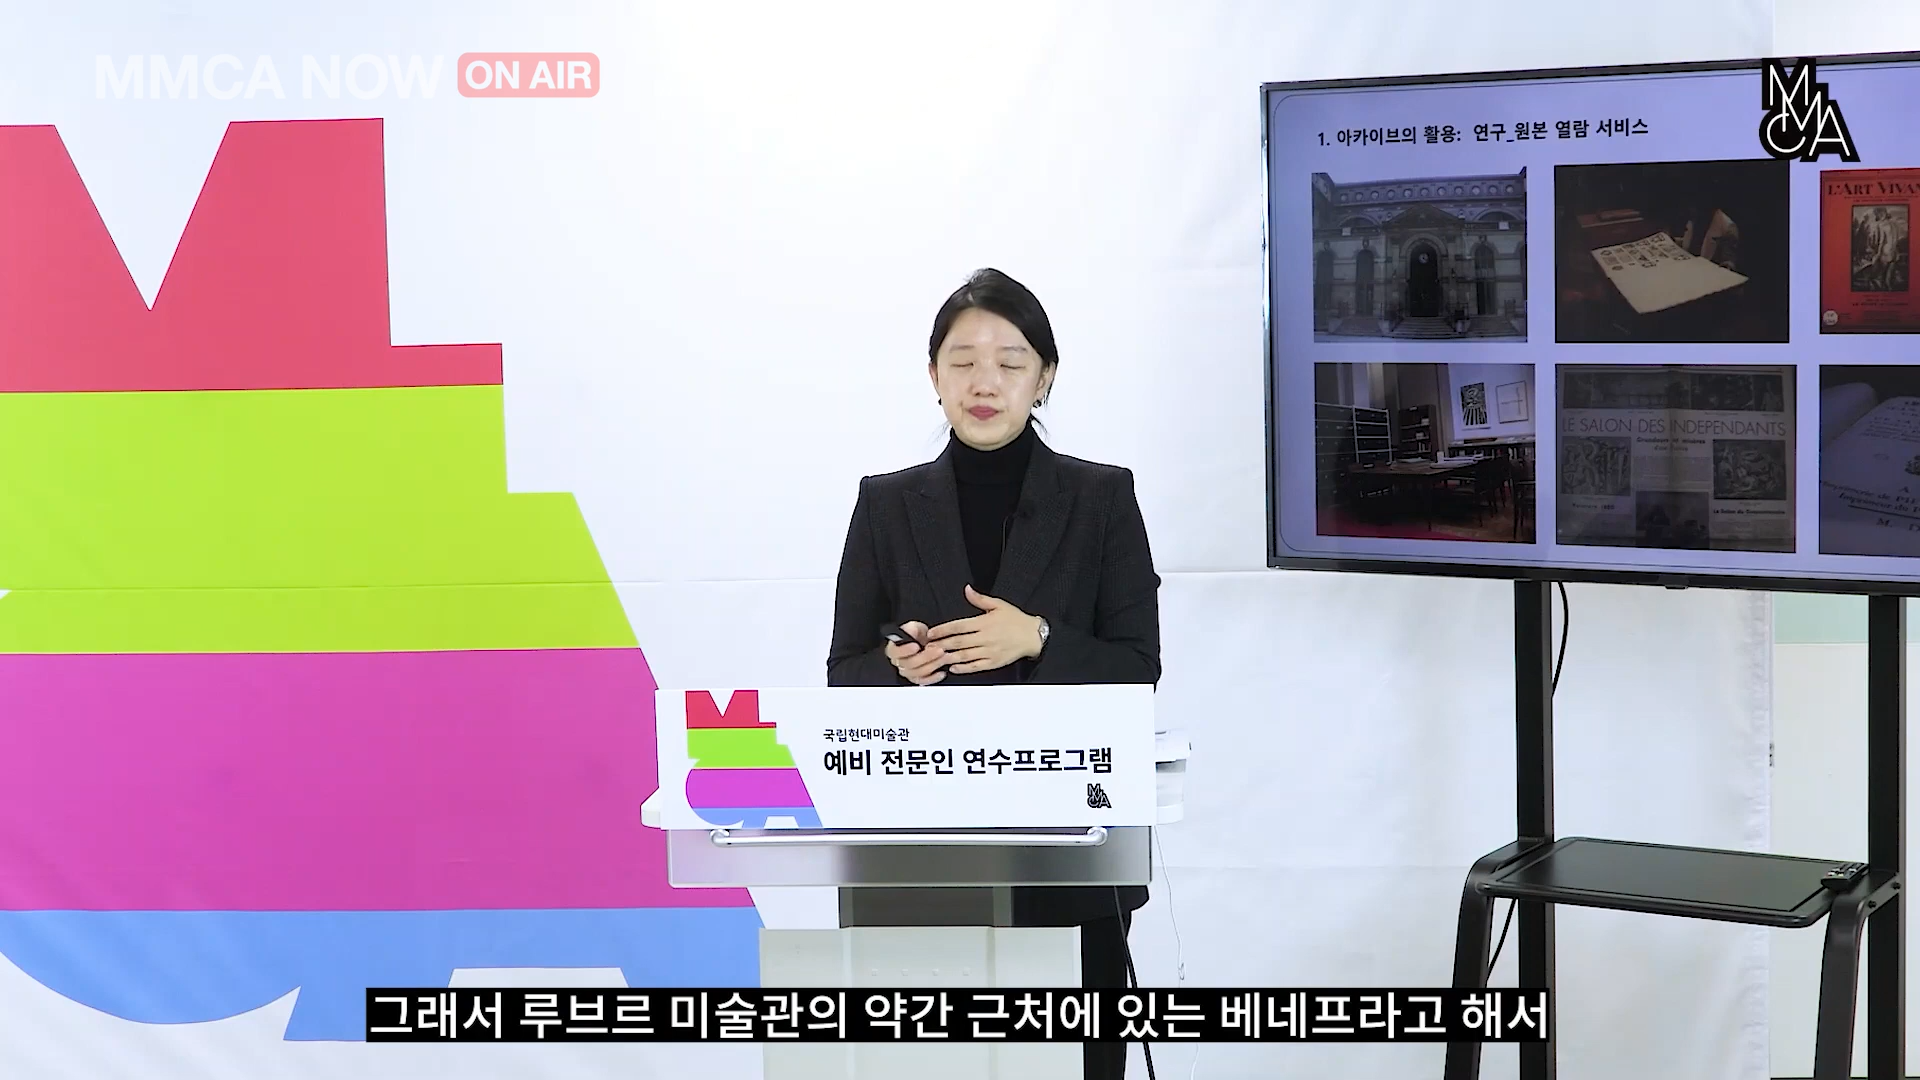 MMCA NOW ON AIR
MMCA
1. 아카이브의 활용: 연구_원본 열람 서비스
L'ART VIVAN
LE SALON DES INDEPENDANTS
국립현대미술관
예비 전문인 연수프로그램
MMCA
그래서 루브르 미술관의 약간 근처에 있는 베네프라고 해서